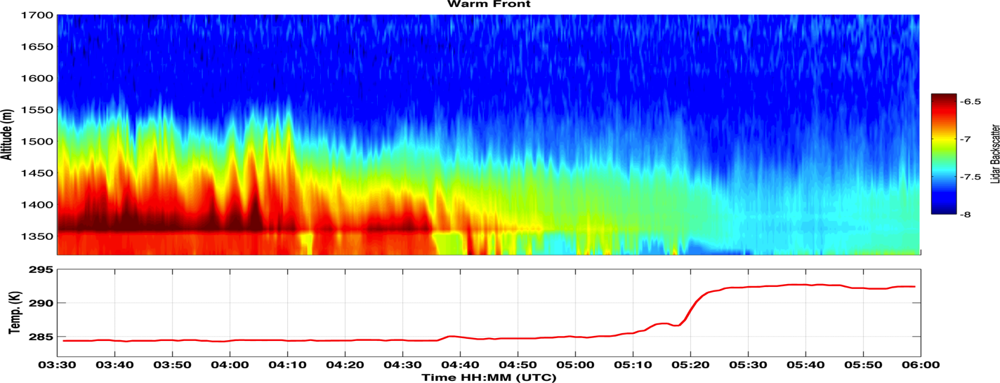 Warm Front
1700
1650
1600
1550
1500
1450
1400
1350
Altitude (m)
-6.5
-7
-7.5
-8
Lidar Backscatter
295
290
285
Temp. (K)
03:30 03:40 03:50 04:00 04:10 04:20 04:30 04:40 04:50 05:00 05:10 05:20 05:30 05:40 05:50 06:00
Time HH:MM (UTC)